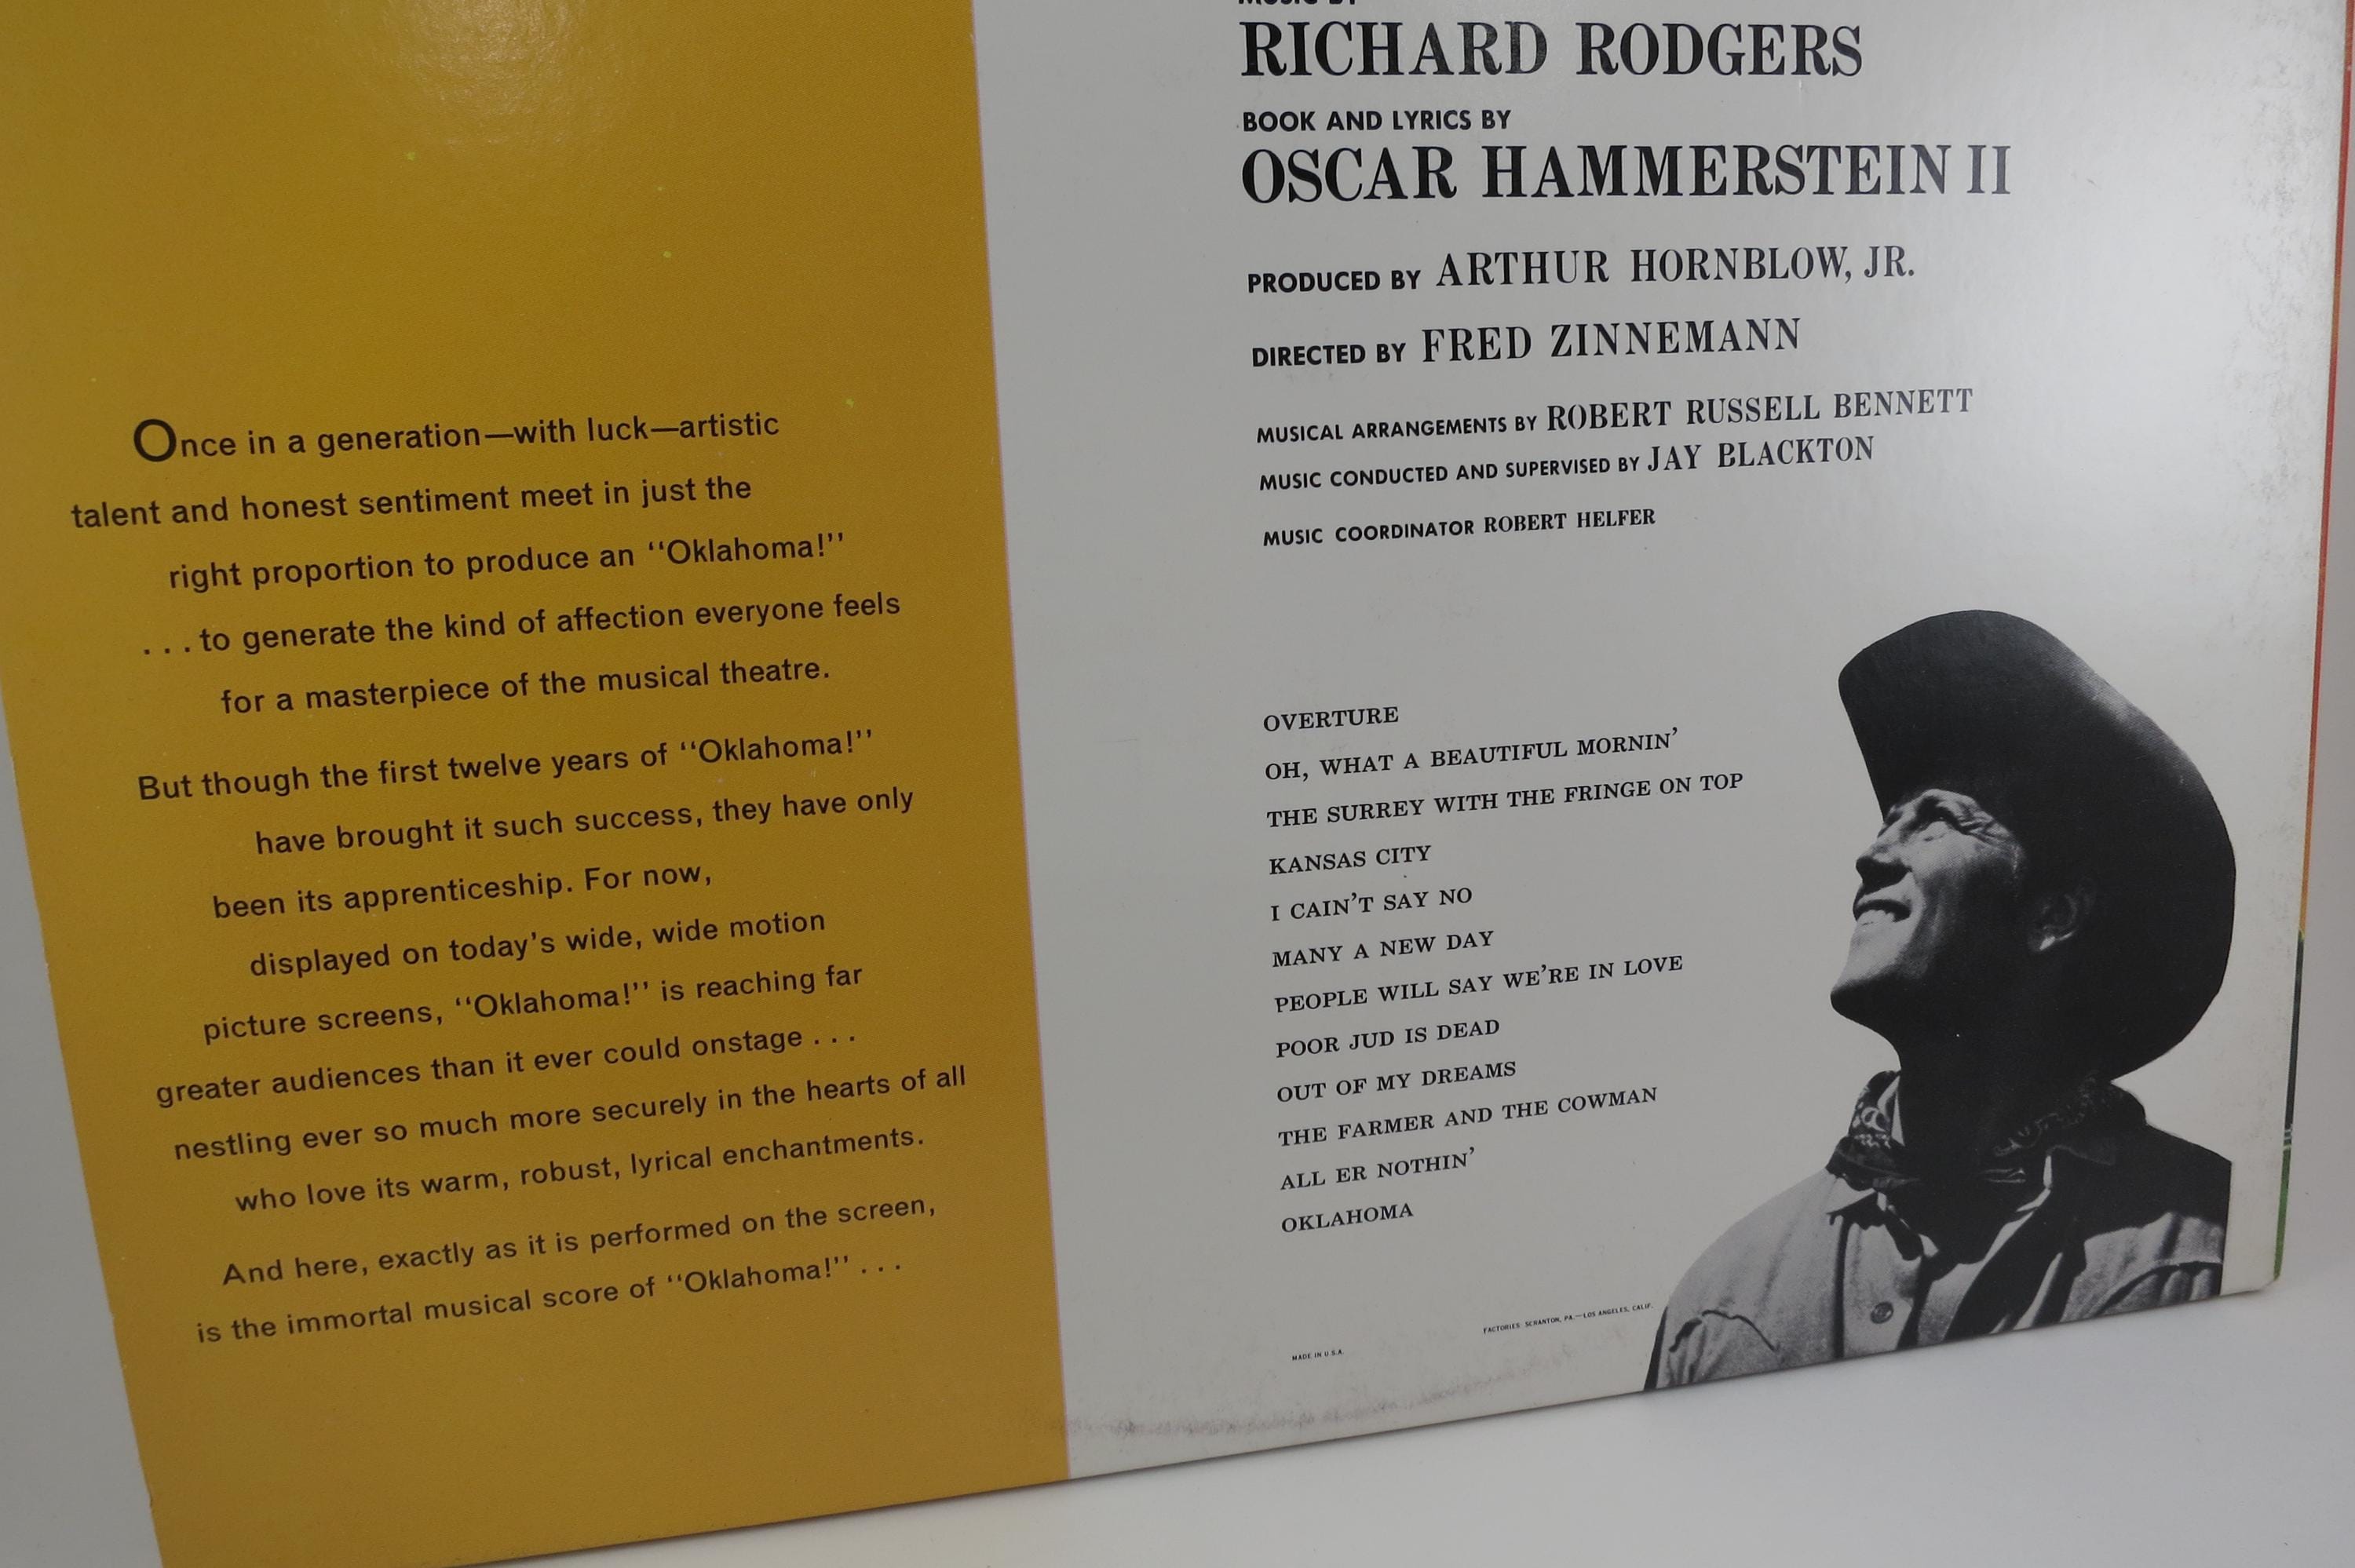 Once in a generation—with luck—artistic
talent and honest sentiment meet in just the
right proportion to produce an “Oklahoma!”
. . . to generate the kind of affection everyone feels
for a masterpiece of the musical theatre.
But though the first twelve years of “Oklahoma!”
have brought it such success, they have only
been its apprenticeship. For now,
displayed on today's wide, wide motion
picture screens, “Oklahoma!” is reaching far
greater audiences than it ever could onstage . . .
nestling ever so much more securely in the hearts of all
who love its warm, robust, lyrical enchantments.
And here, exactly as it is performed on the screen,
is the immortal musical score of “Oklahoma!” . . .
MUSIC BY
RICHARD RODGERS
BOOK AND LYRICS BY
OSCAR HAMMERSTEIN II
PRODUCED BY ARTHUR HORNBLOW, JR.
DIRECTED BY FRED ZINNEMANN
MUSICAL ARRANGEMENTS BY ROBERT RUSSELL BENNETT
MUSIC CONDUCTED AND SUPERVISED BY JAY BLACKTON
MUSIC COORDINATOR ROBERT HELFER
OVERTURE
OH, WHAT A BEAUTIFUL MORNIN'
THE SURREY WITH THE FRINGE ON TOP
KANSAS CITY
I CAIN'T SAY NO
MANY A NEW DAY
PEOPLE WILL SAY WE'RE IN LOVE
POOR JUD IS DEAD
OUT OF MY DREAMS
THE FARMER AND THE COWMAN
ALL ER NOTHIN'
OKLAHOMA
FACTORIES: SCRANTON, PA.—LOS ANGELES, CALIF.
MADE IN U.S.A.